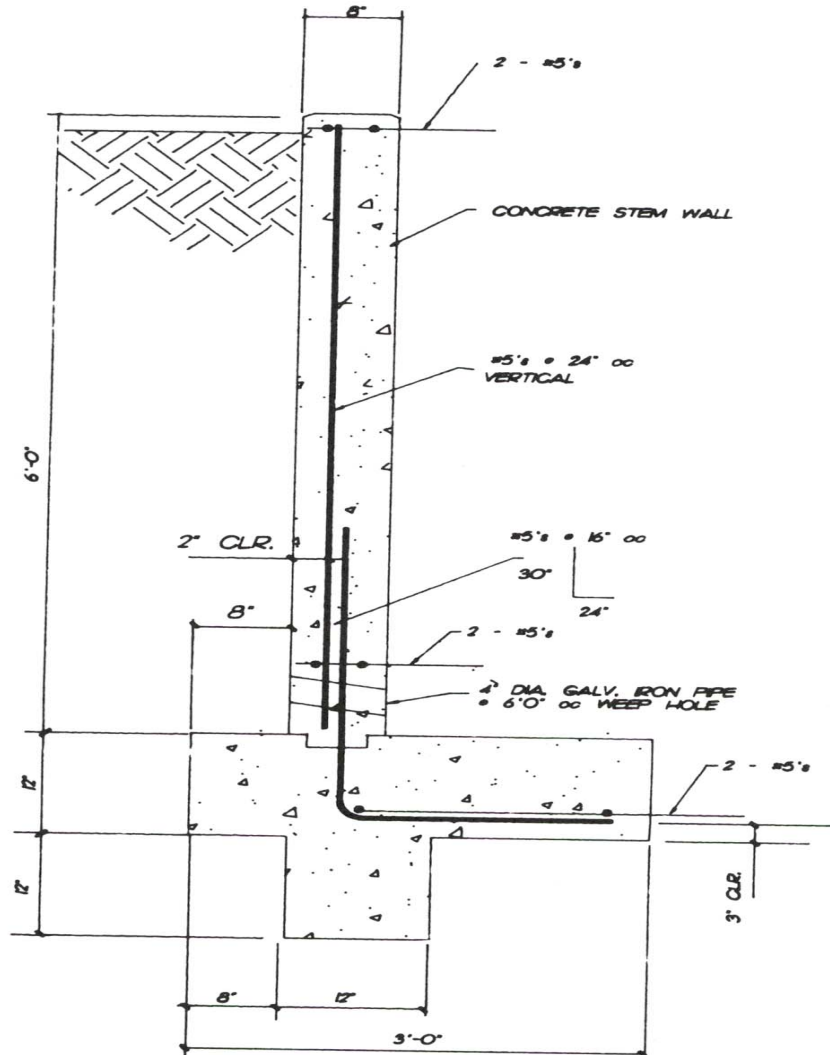 8"
2 - #5's
CONCRETE STEM WALL
#5's @ 24" oc
VERTICAL
6'-0"
2" CLR.
#5's @ 16" oc
30"
24"
8"
2 - #5's
4" DIA. GALV. IRON PIPE
@ 6'0" oc WEEP HOLE
12"
2 - #5's
12"
3" CLR.
8"
12"
3'-0"